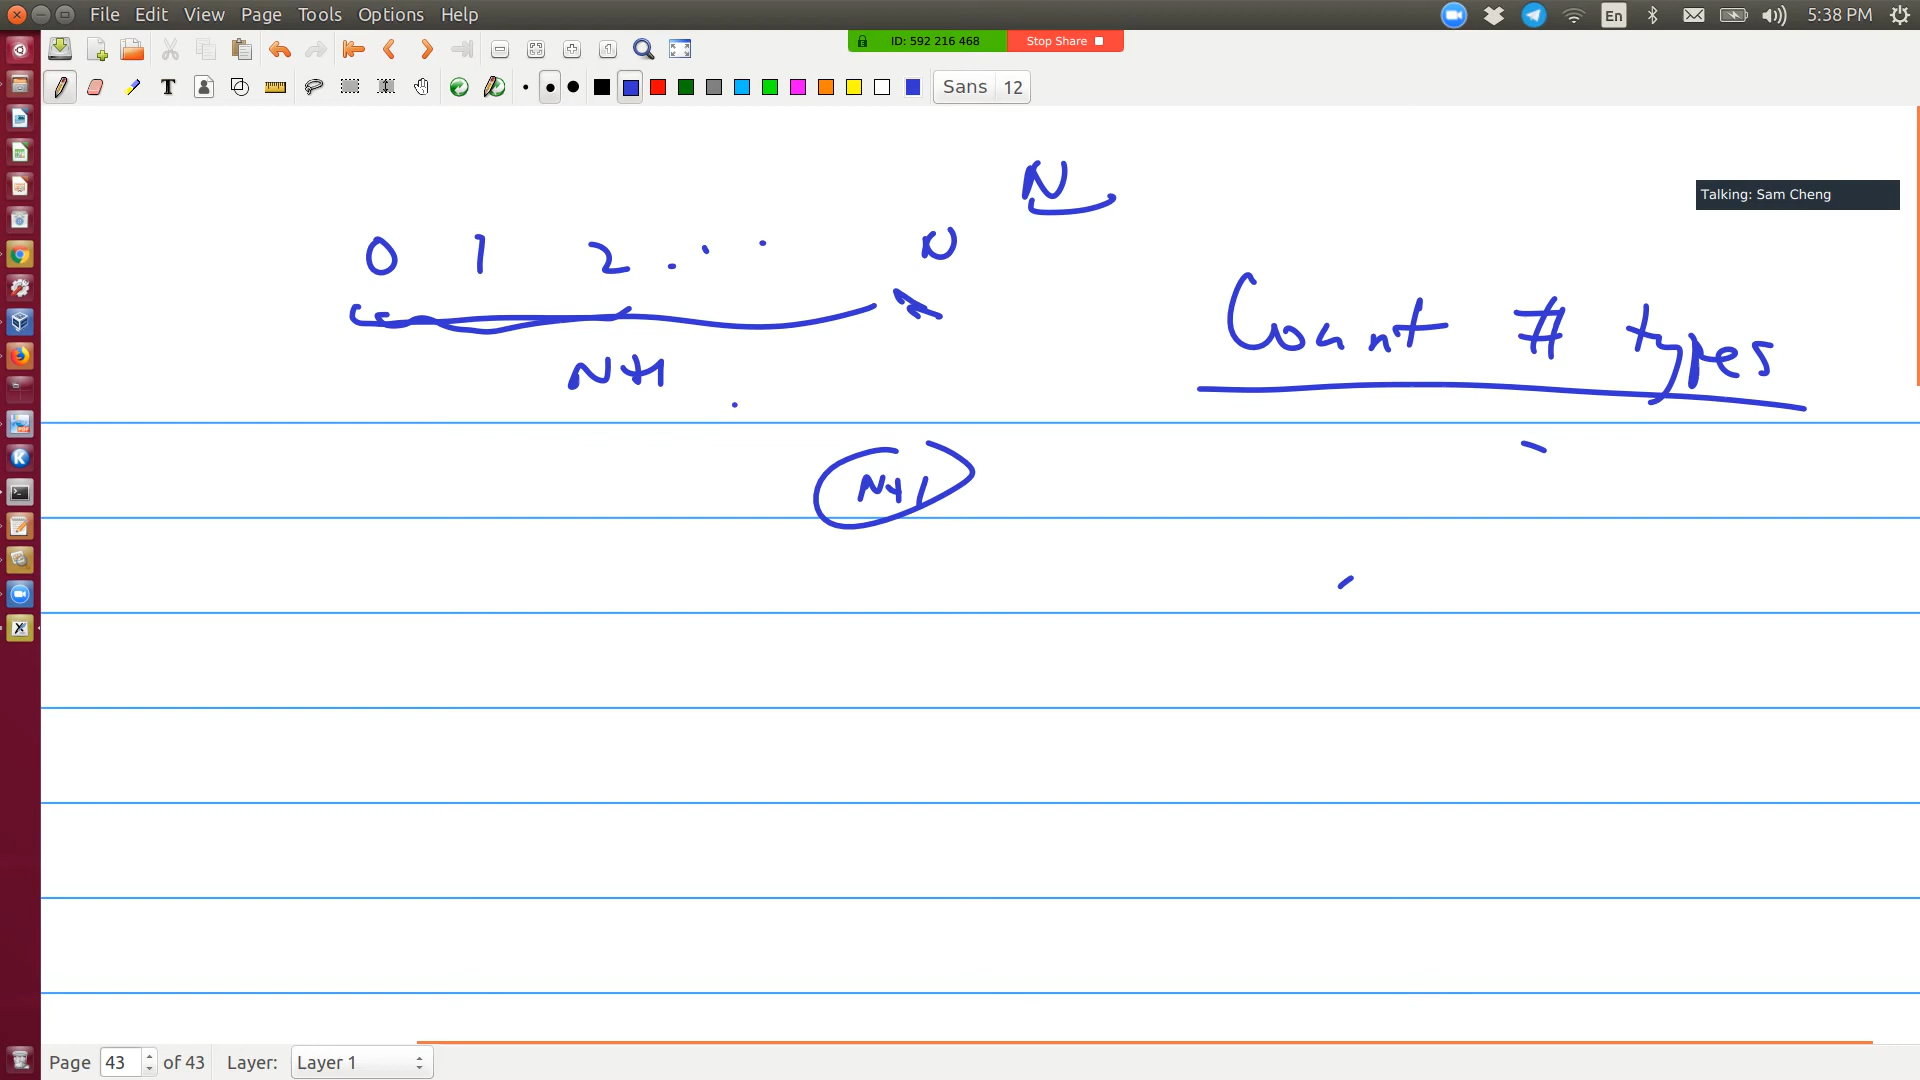 File Edit View Page Tools Options Help
En 5:38 PM
ID: 592 216 468 Stop Share
T Sans 12
Talking: Sam Cheng
N
0 1 2 . . . N
Count # types
N+1
N+1
Page 43 of 43 Layer: Layer 1